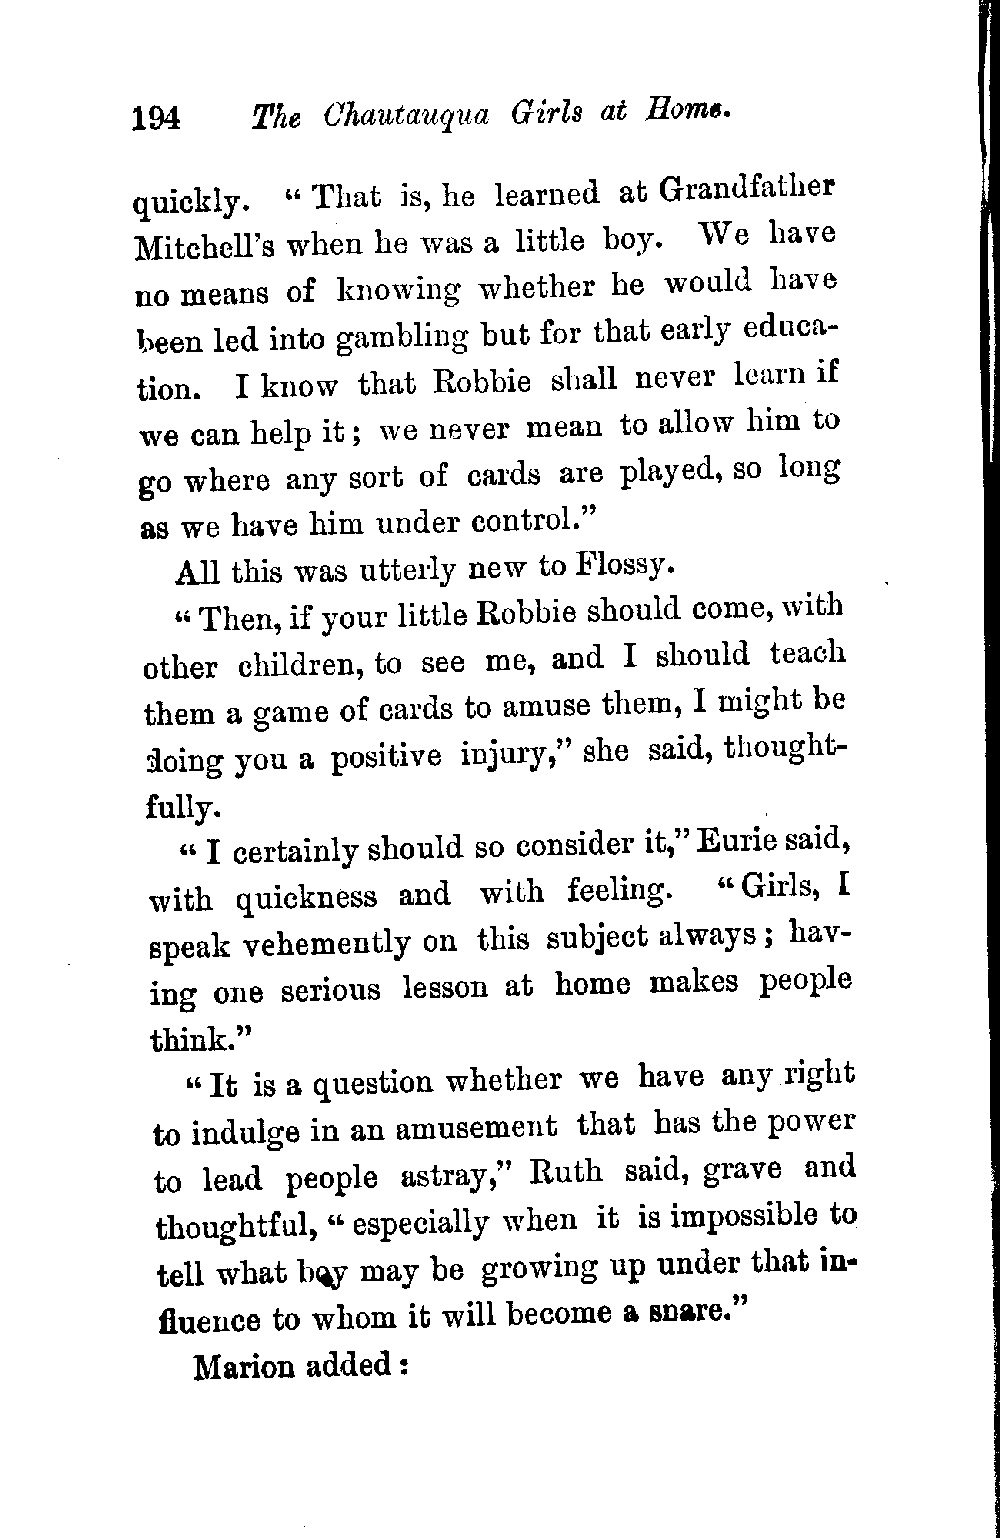 194 The Chautauqua Girls at Home.
quickly. “ That is, he learned at Grandfather
Mitchell’s when he was a little boy. We have
no means of knowing whether he would have
been led into gambling but for that early educa-
tion. I know that Robbie shall never learn if
we can help it; we never mean to allow him to
go where any sort of cards are played, so long
as we have him under control.”
All this was utterly new to Flossy.
“ Then, if your little Robbie should come, with
other children, to see me, and I should teach
them a game of cards to amuse them, I might be
doing you a positive injury,” she said, thought-
fully.
“ I certainly should so consider it,” Eurie said,
with quickness and with feeling. “ Girls, I
speak vehemently on this subject always; hav-
ing one serious lesson at home makes people
think.”
“ It is a question whether we have any right
to indulge in an amusement that has the power
to lead people astray,” Ruth said, grave and
thoughtful, “ especially when it is impossible to
tell what boy may be growing up under that in-
fluence to whom it will become a snare.”
Marion added: